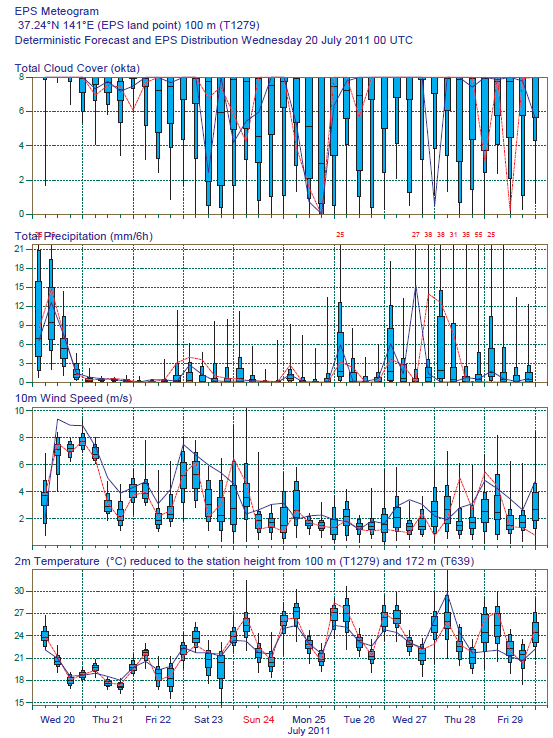 EPS Meteogram
37.24°N 141°E (EPS land point) 100 m (T1279)
Deterministic Forecast and EPS Distribution Wednesday 20 July 2011 00 UTC
Total Cloud Cover (okta)
8
6
4
2
0
Total Precipitation (mm/6h)
25 27 38 38 31 35 55 25
21
18
15
12
9
6
3
0
10m Wind Speed (m/s)
10
8
6
4
2
2m Temperature (°C) reduced to the station height from 100 m (T1279) and 172 m (T639)
30
27
24
21
18
15
Wed 20 Thu 21 Fri 22 Sat 23 Sun 24 Mon 25 Tue 26 Wed 27 Thu 28 Fri 29
July 2011